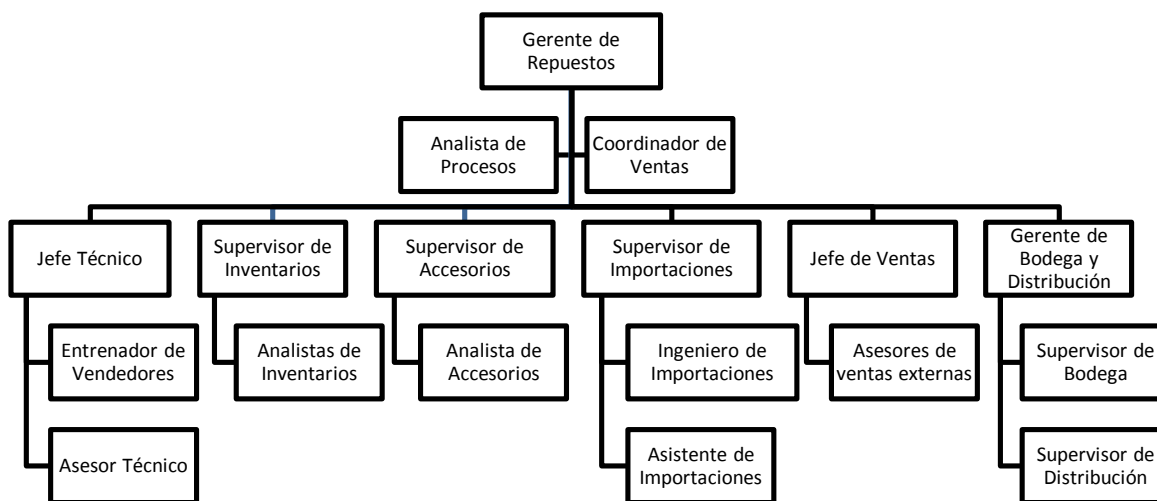 Gerente de
Repuestos
Analista de
Procesos
Coordinador de
Ventas
Jefe Técnico
Supervisor de
Inventarios
Supervisor de
Accesorios
Supervisor de
Importaciones
Jefe de Ventas
Gerente de
Bodega y
Distribución
Entrenador de
Vendedores
Analistas de
Inventarios
Analista de
Accesorios
Ingeniero de
Importaciones
Asesores de
ventas externas
Supervisor de
Bodega
Asesor Técnico
Asistente de
Importaciones
Supervisor de
Distribución